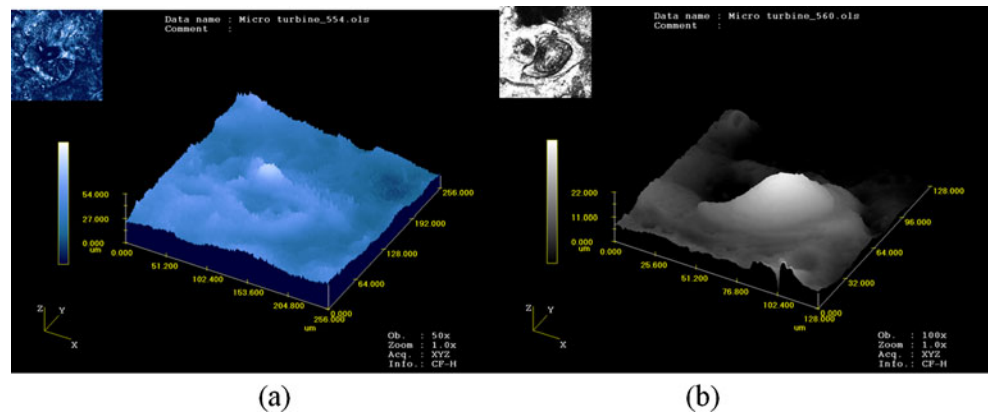 Data name : Micro turbine_554.ols
Comment :
54.000
27.000
0.000
um
0.000
51.200
102.400
153.600
204.800
256.000
um
0.000
64.000
128.000
192.000
256.000
Z
Y
X
Ob. : 50x
Zoom : 1.0x
Acq. : XYZ
Info. : CF-H
(a)
Data name : Micro turbine_560.ols
Comment :
22.000
11.000
0.000
um
0.000
25.600
51.200
76.800
102.400
128.000
um
0.000
32.000
64.000
96.000
128.000
Z
Y
X
Ob. : 100x
Zoom : 1.0x
Acq. : XYZ
Info. : CF-H
(b)